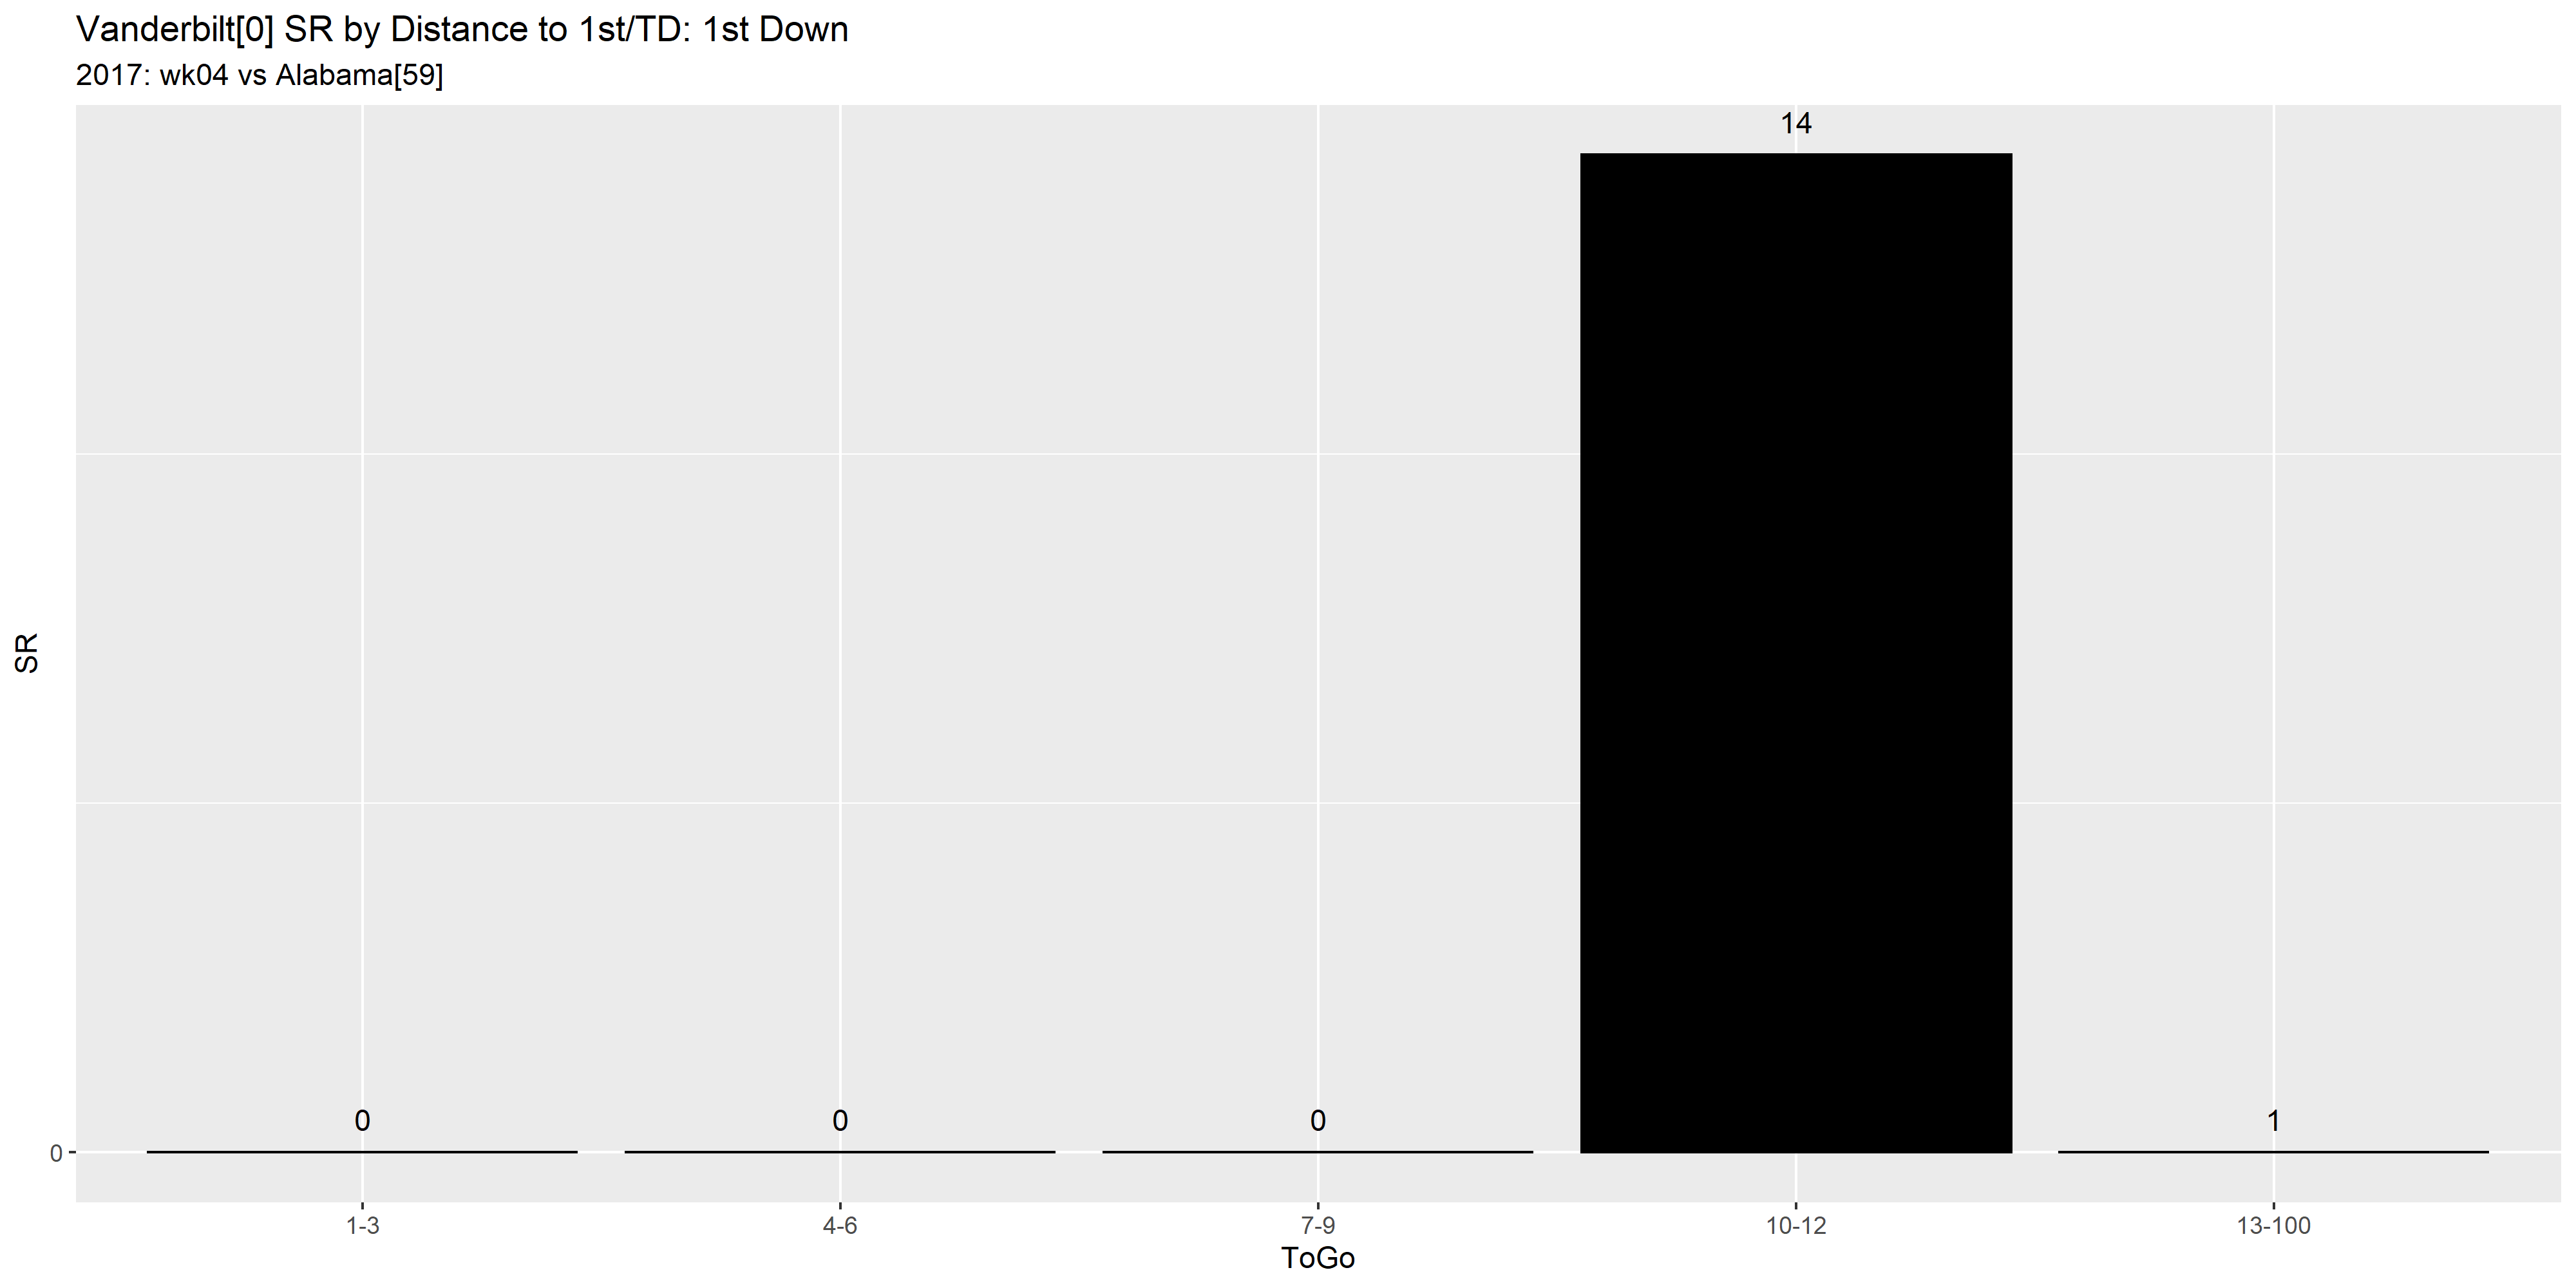 Vanderbilt[0] SR by Distance to 1st/TD: 1st Down
2017: wk04 vs Alabama[59]
14
SR
0 0 0 1
0
1-3 4-6 7-9 10-12 13-100
ToGo